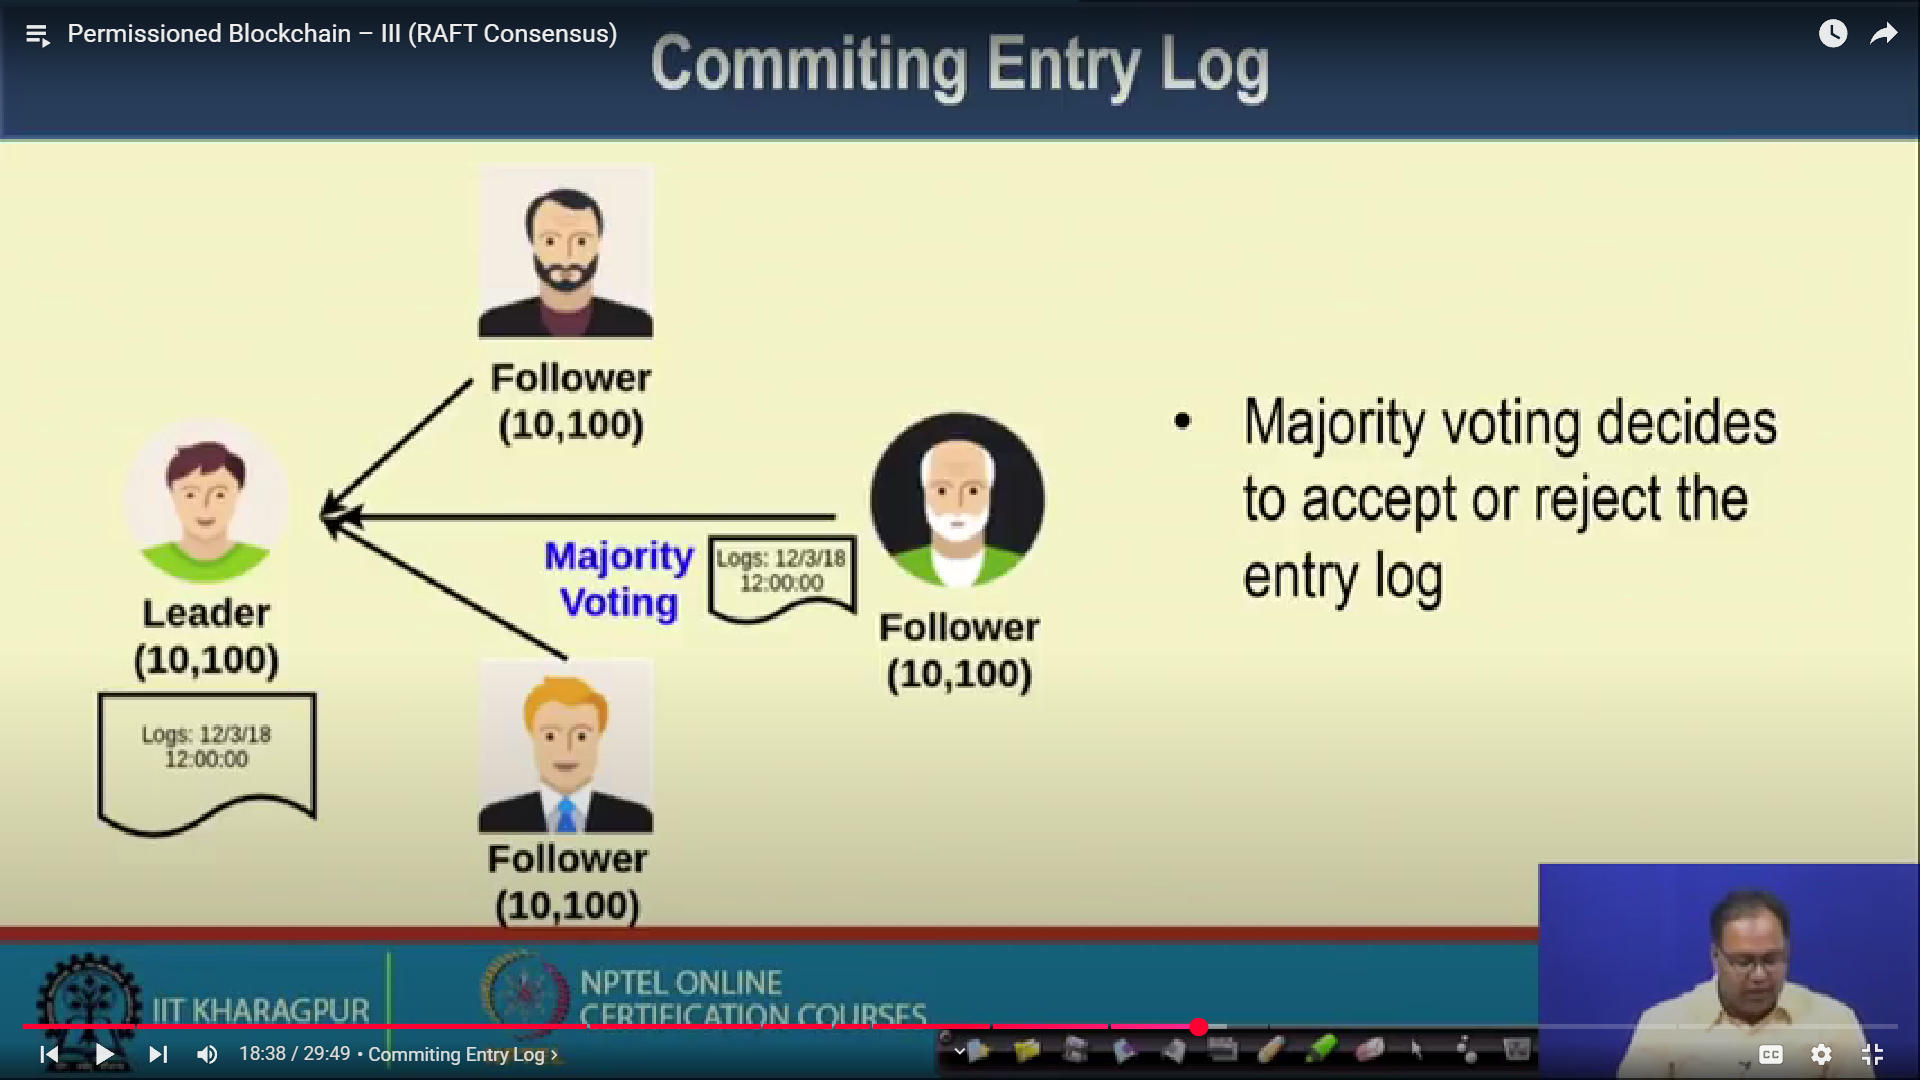 Permissioned Blockchain – III (RAFT Consensus)
Commiting Entry Log
Follower
(10,100)
Majority
Voting
Logs: 12/3/18
12:00:00
Follower
(10,100)
Leader
(10,100)
Logs: 12/3/18
12:00:00
Follower
(10,100)
• Majority voting decides
to accept or reject the
entry log
IIT KHARAGPUR
NPTEL ONLINE
CERTIFICATION COURSES
18:38 / 29:49 • Commiting Entry Log ›
CC